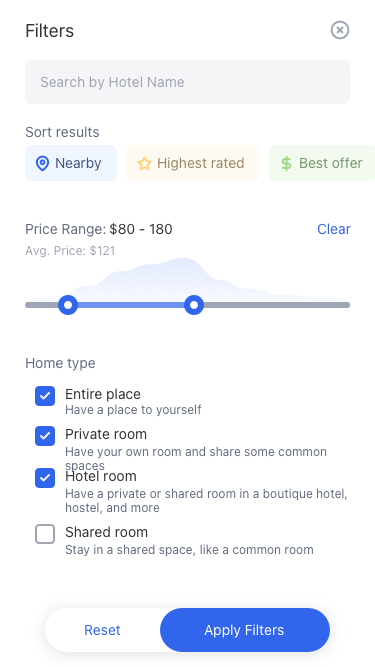 Filters
Search by Hotel Name
Sort results
Nearby
Highest rated
Best offer
Price Range: $80 - 180
Clear
Avg. Price: $121
Home type
Entire place
Have a place to yourself
Private room
Have your own room and share some common
spaces
Hotel room
Have a private or shared room in a boutique hotel,
hostel, and more
Shared room
Stay in a shared space, like a common room
Reset
Apply Filters